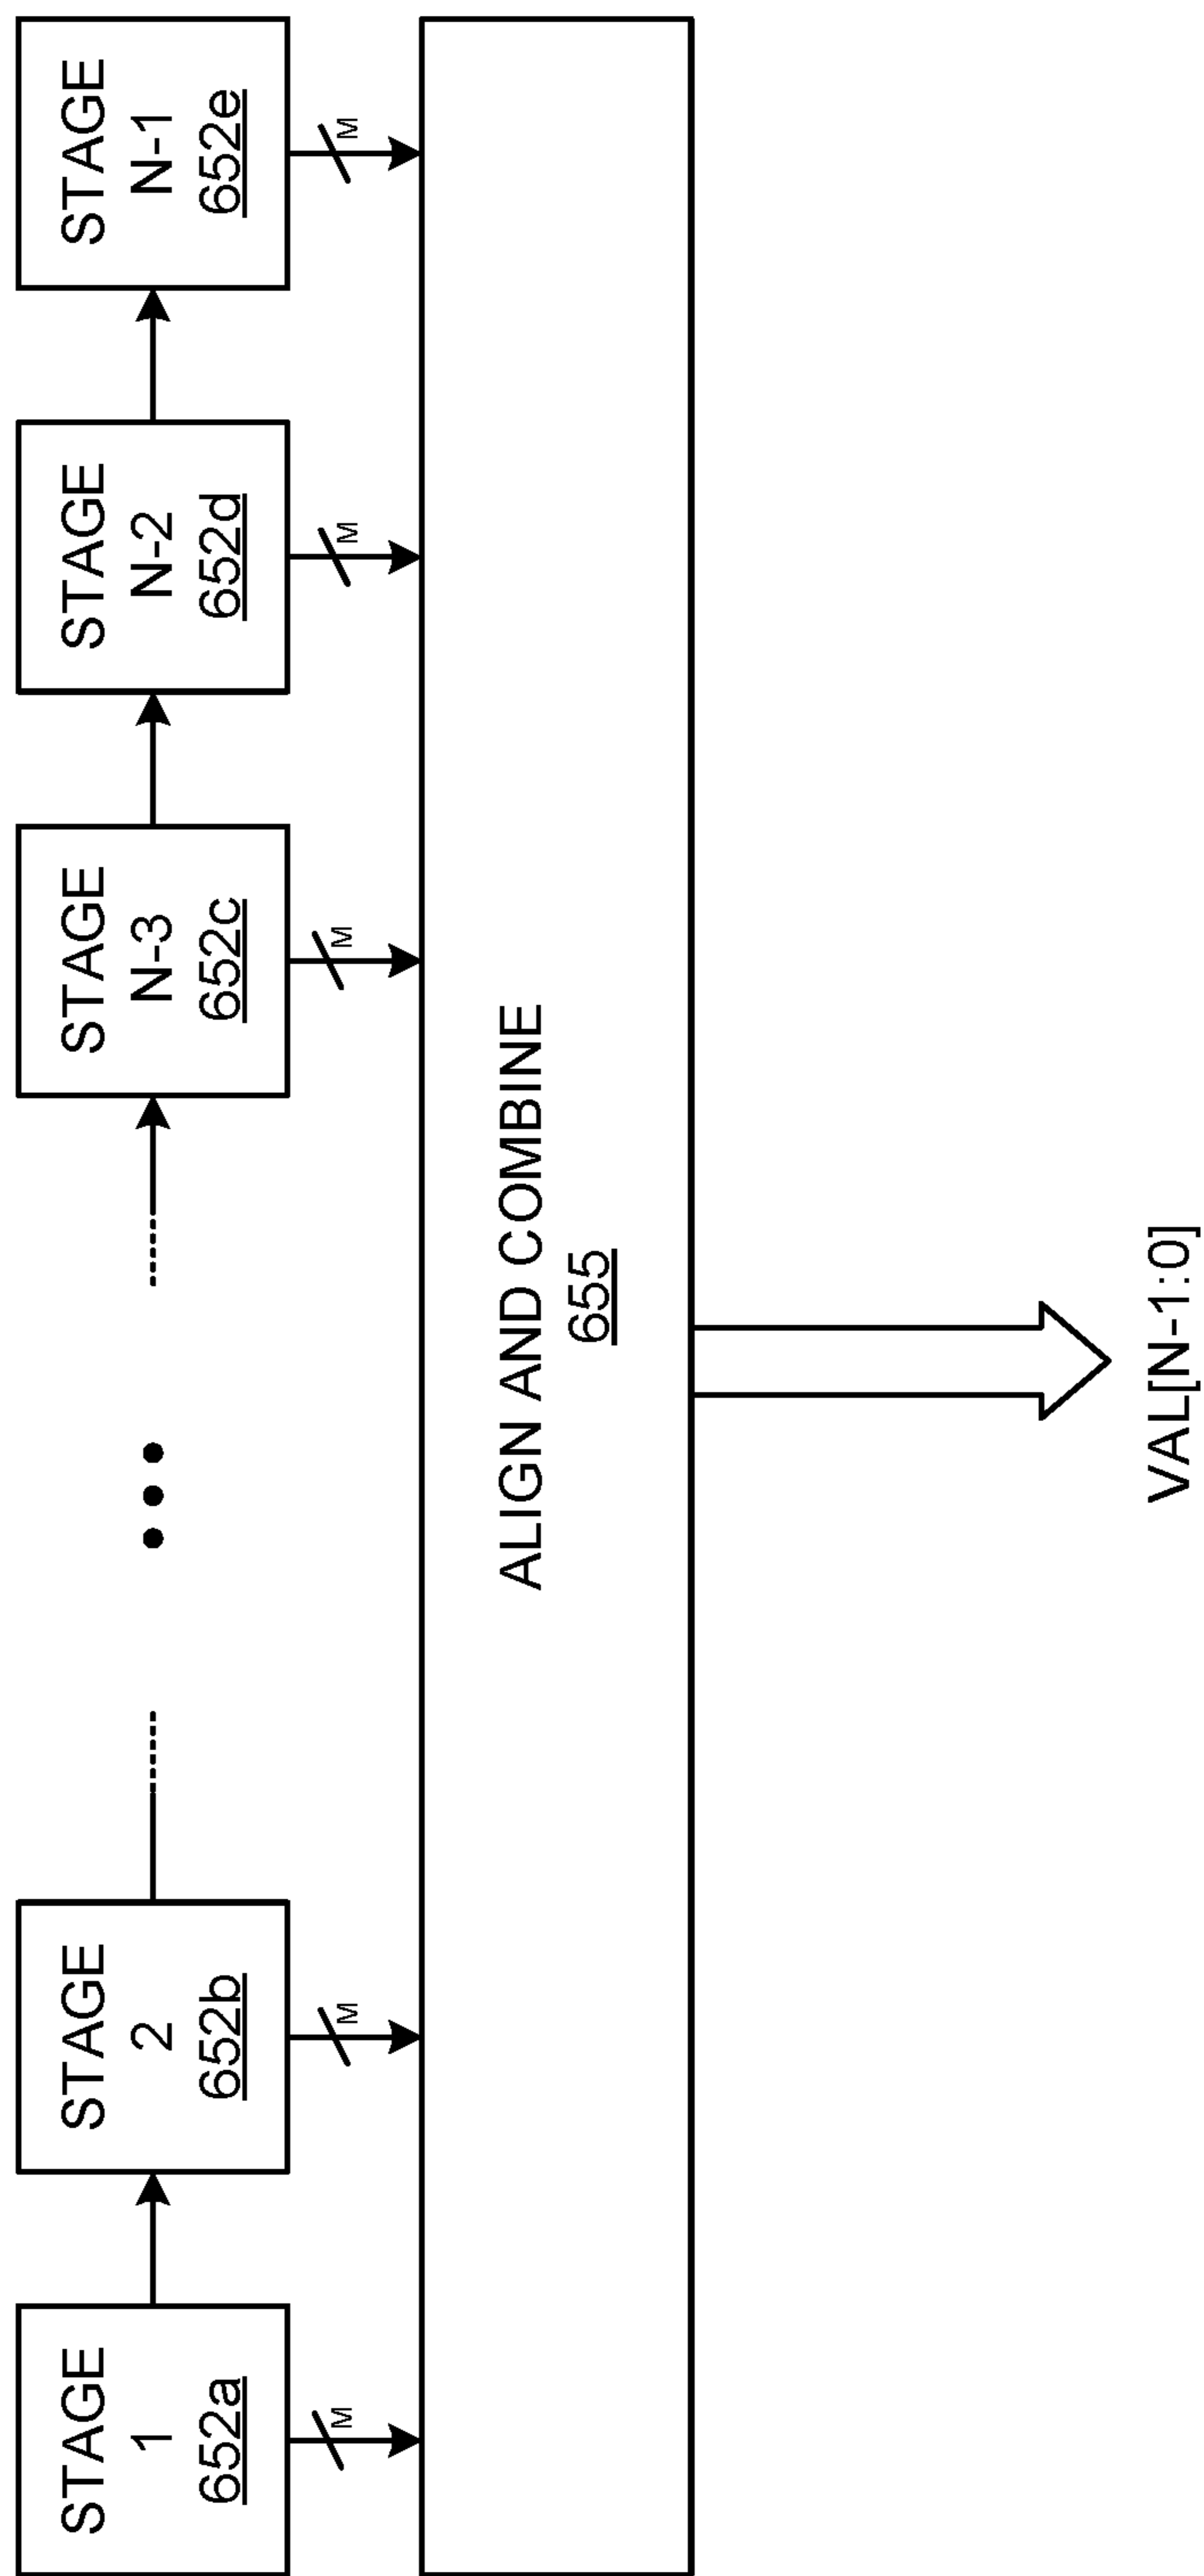 STAGE
1
652a
STAGE
2
652b
STAGE
N-3
652c
STAGE
N-2
652d
STAGE
N-1
652e
M
M
M
M
M
ALIGN AND COMBINE
655
VAL[N-1:0]